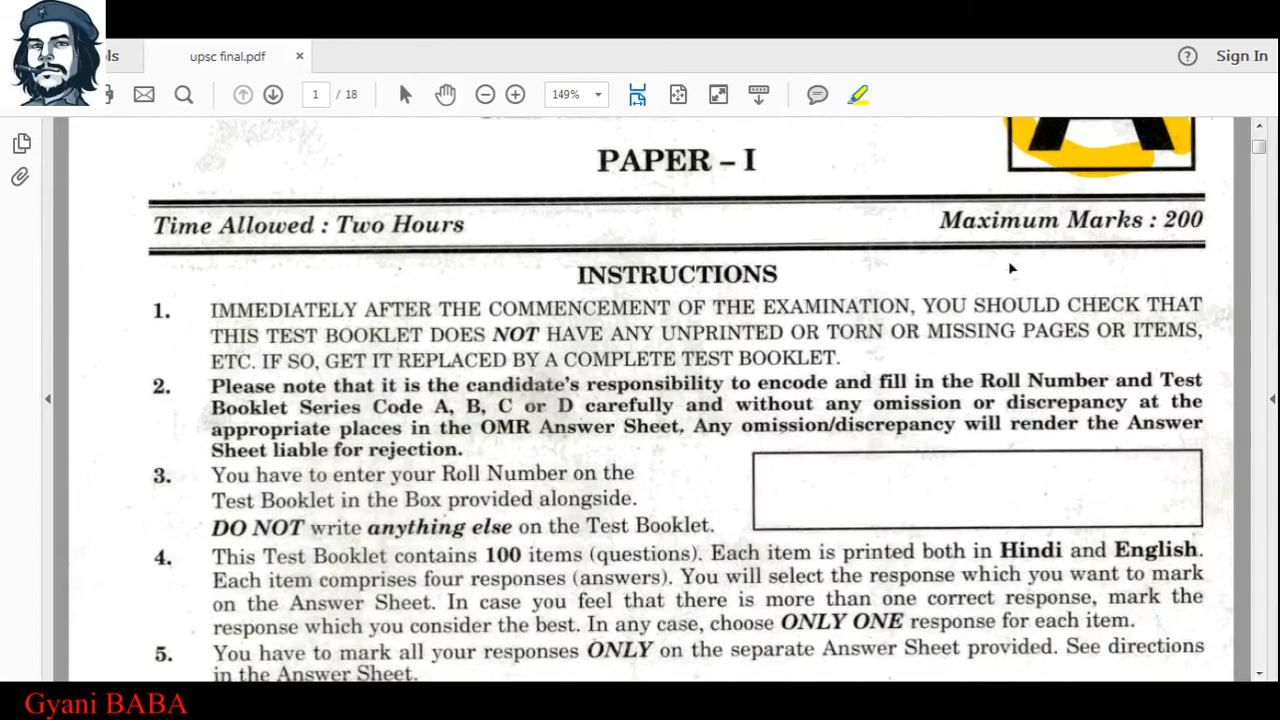 ls
upsc final.pdf
×
?
Sign In
1 / 18
149%
PAPER – I
A
Time Allowed : Two Hours
Maximum Marks : 200
INSTRUCTIONS
1. IMMEDIATELY AFTER THE COMMENCEMENT OF THE EXAMINATION, YOU SHOULD CHECK THAT
THIS TEST BOOKLET DOES NOT HAVE ANY UNPRINTED OR TORN OR MISSING PAGES OR ITEMS,
ETC. IF SO, GET IT REPLACED BY A COMPLETE TEST BOOKLET.
2. Please note that it is the candidate's responsibility to encode and fill in the Roll Number and Test
Booklet Series Code A, B, C or D carefully and without any omission or discrepancy at the
appropriate places in the OMR Answer Sheet, Any omission/discrepancy will render the Answer
Sheet liable for rejection.
3. You have to enter your Roll Number on the
Test Booklet in the Box provided alongside.
DO NOT write anything else on the Test Booklet.
4. This Test Booklet contains 100 items (questions). Each item is printed both in Hindi and English.
Each item comprises four responses (answers). You will select the response which you want to mark
on the Answer Sheet. In case you feel that there is more than one correct response, mark the
response which you consider the best. In any case, choose ONLY ONE response for each item.
5. You have to mark all your responses ONLY on the separate Answer Sheet provided. See directions
in the Answer Sheet.
Gyani BABA